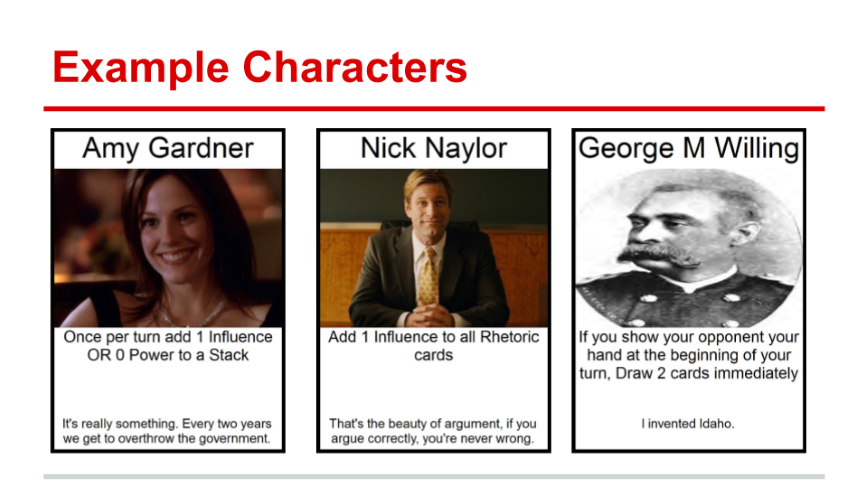 Example Characters
Amy Gardner
Once per turn add 1 Influence
OR 0 Power to a Stack
It's really something. Every two years
we get to overthrow the government.
Nick Naylor
Add 1 Influence to all Rhetoric
cards
That's the beauty of argument, if you
argue correctly, you're never wrong.
George M Willing
If you show your opponent your
hand at the beginning of your
turn, Draw 2 cards immediately
I invented Idaho.